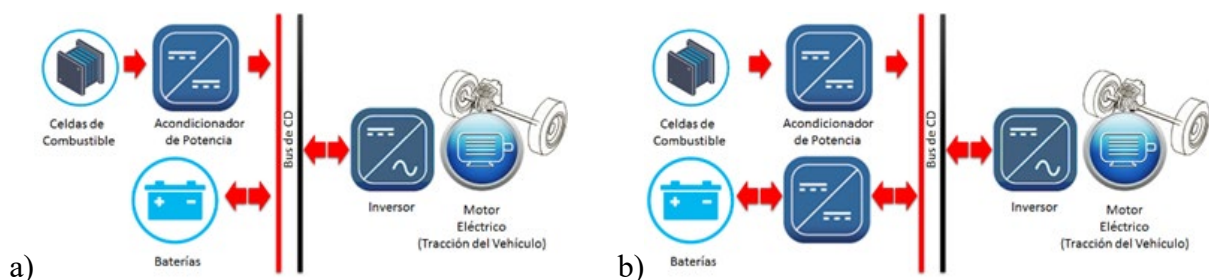 Celdas de
Combustible
Acondicionador
de Potencia
Bus de CD
Inversor
Motor
Eléctrico
(Tracción del Vehículo)
Baterías
a)
Celdas de
Combustible
Acondicionador
de Potencia
Bus de CD
Inversor
Motor
Eléctrico
(Tracción del Vehículo)
Baterías
b)